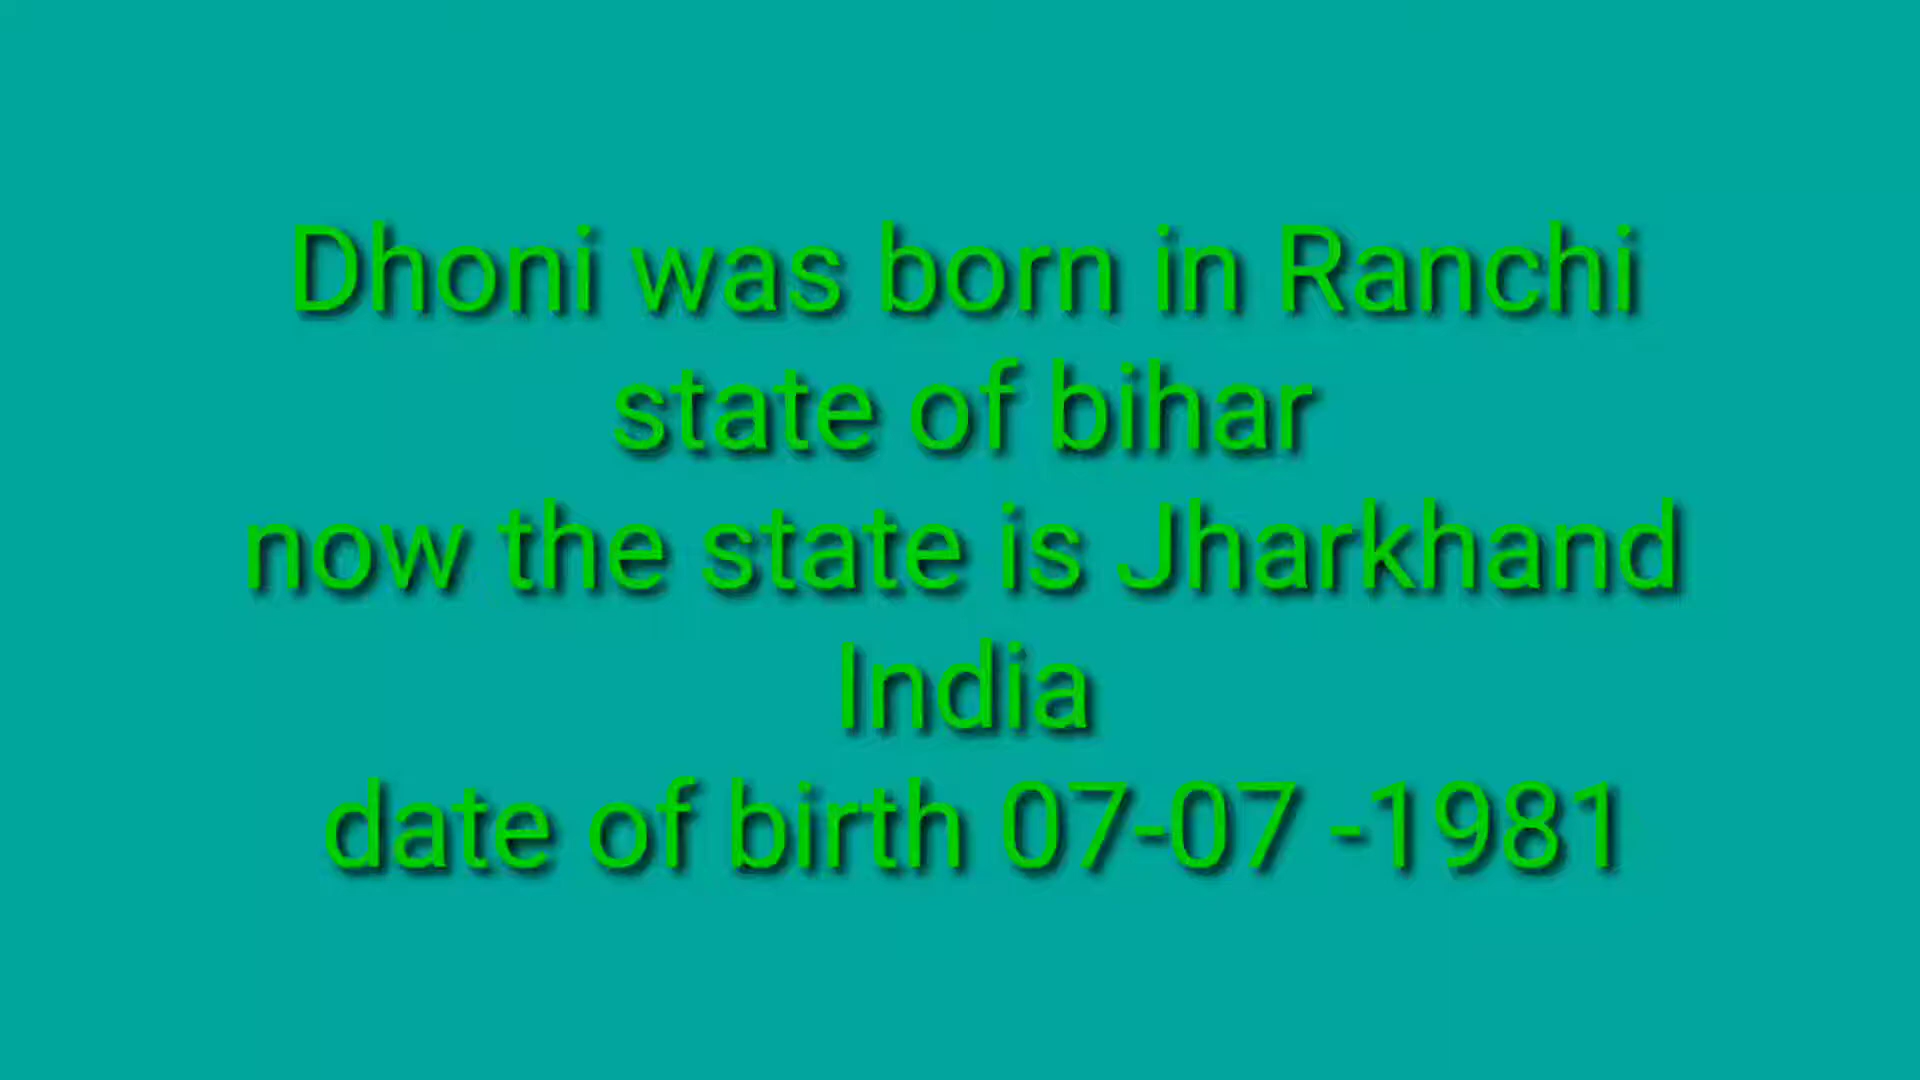 Dhoni was born in Ranchi
state of bihar
now the state is Jharkhand
India
date of birth 07-07 -1981